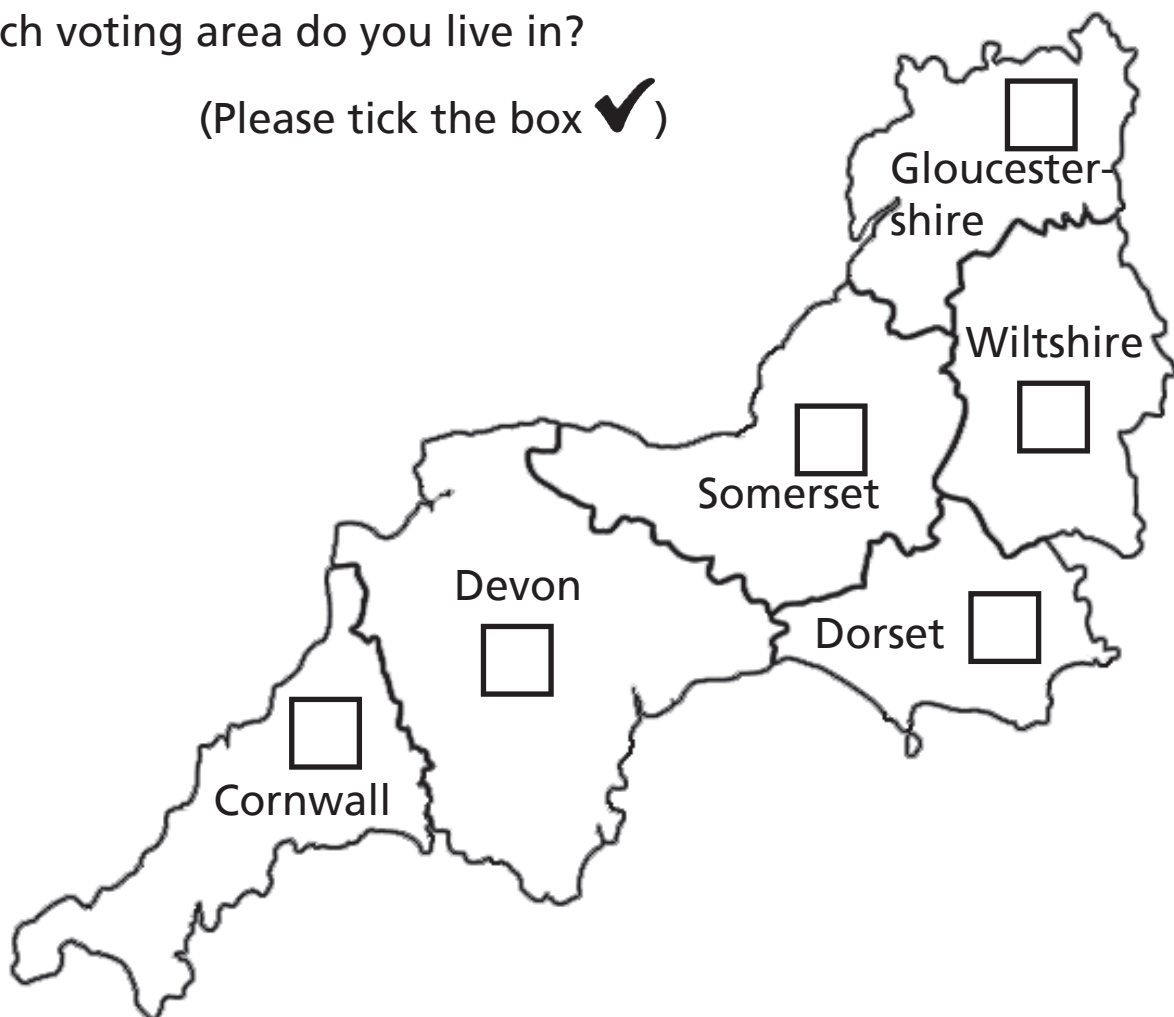 ch voting area do you live in?
(Please tick the box ✔)
Gloucester-
shire
Wiltshire
Somerset
Devon
Dorset
Cornwall